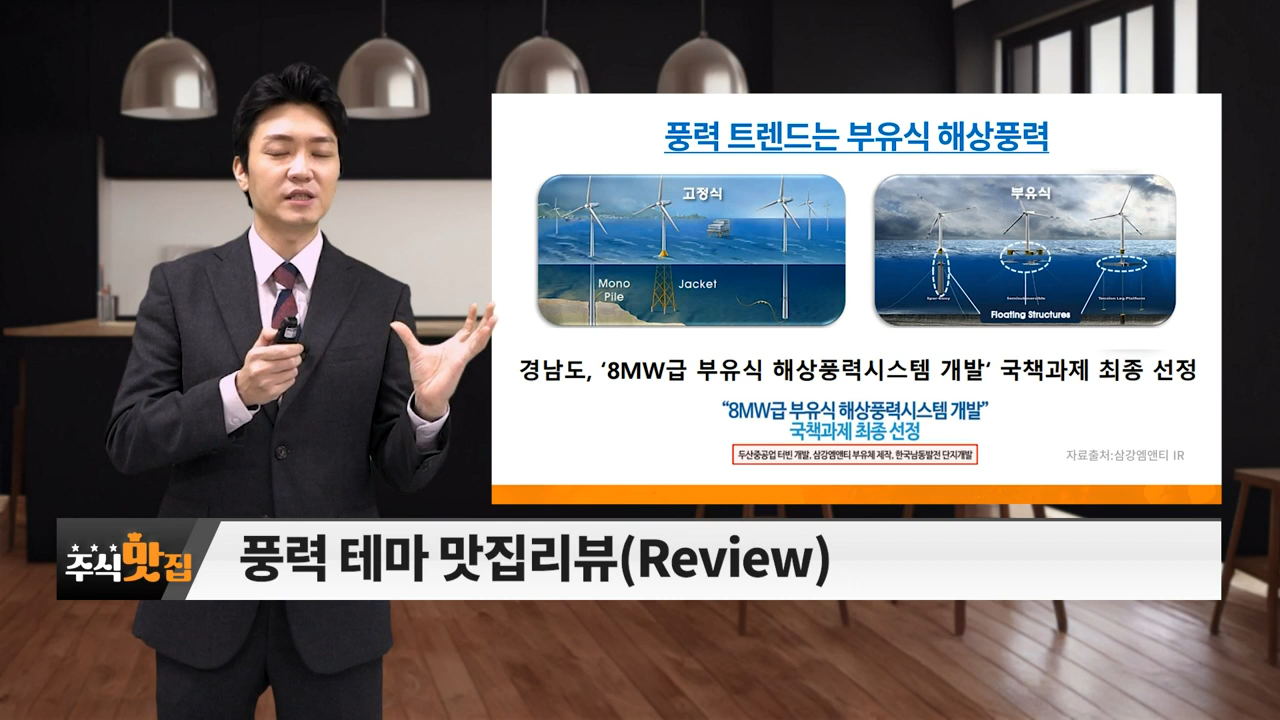 풍력 트렌드는 부유식 해상풍력
고정식
Mono
Pile
Jacket
부유식
Spar-Buoy
Semisubmersible
Tension Leg Platform
Floating Structures
경남도, ‘8MW급 부유식 해상풍력시스템 개발’ 국책과제 최종 선정
“8MW급 부유식 해상풍력시스템 개발”
국책과제 최종 선정
두산중공업 터빈 개발, 삼강엠앤티 부유체 제작, 한국남동발전 단지개발
자료출처:삼강엠앤티 IR
주식맛집
풍력 테마 맛집리뷰(Review)